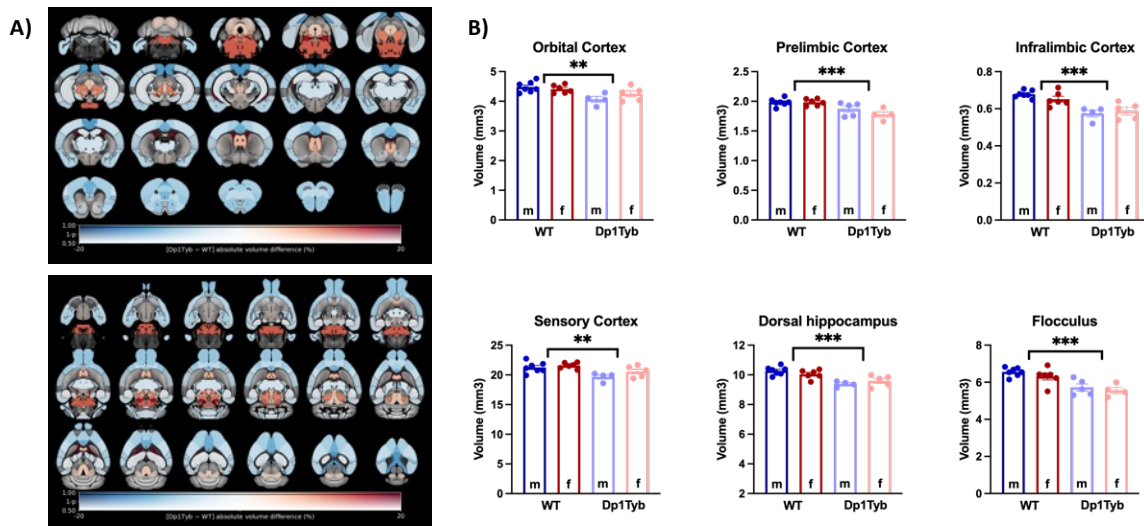 A)
1.00
1-p
0.50
-20
20
[Dp1Tyb − WT] absolute volume difference (%)
1.00
1-p
0.50
-20
20
[Dp1Tyb − WT] absolute volume difference (%)
B)
Orbital Cortex
**
Volume (mm3)
5
4
3
2
1
0
m
f
m
f
WT
Dp1Tyb
Prelimbic Cortex
***
Volume (mm3)
2.5
2.0
1.5
1.0
0.5
0.0
m
f
m
f
WT
Dp1Tyb
Infralimbic Cortex
***
Volume (mm3)
0.8
0.6
0.4
0.2
0.0
m
f
m
f
WT
Dp1Tyb
Sensory Cortex
**
Volume (mm3)
25
20
15
10
5
0
m
f
m
f
WT
Dp1Tyb
Dorsal hippocampus
***
Volume (mm3)
12
10
8
6
4
2
m
f
m
f
WT
Dp1Tyb
Flocculus
***
Volume (mm3)
8
6
4
2
0
m
f
m
f
WT
Dp1Tyb